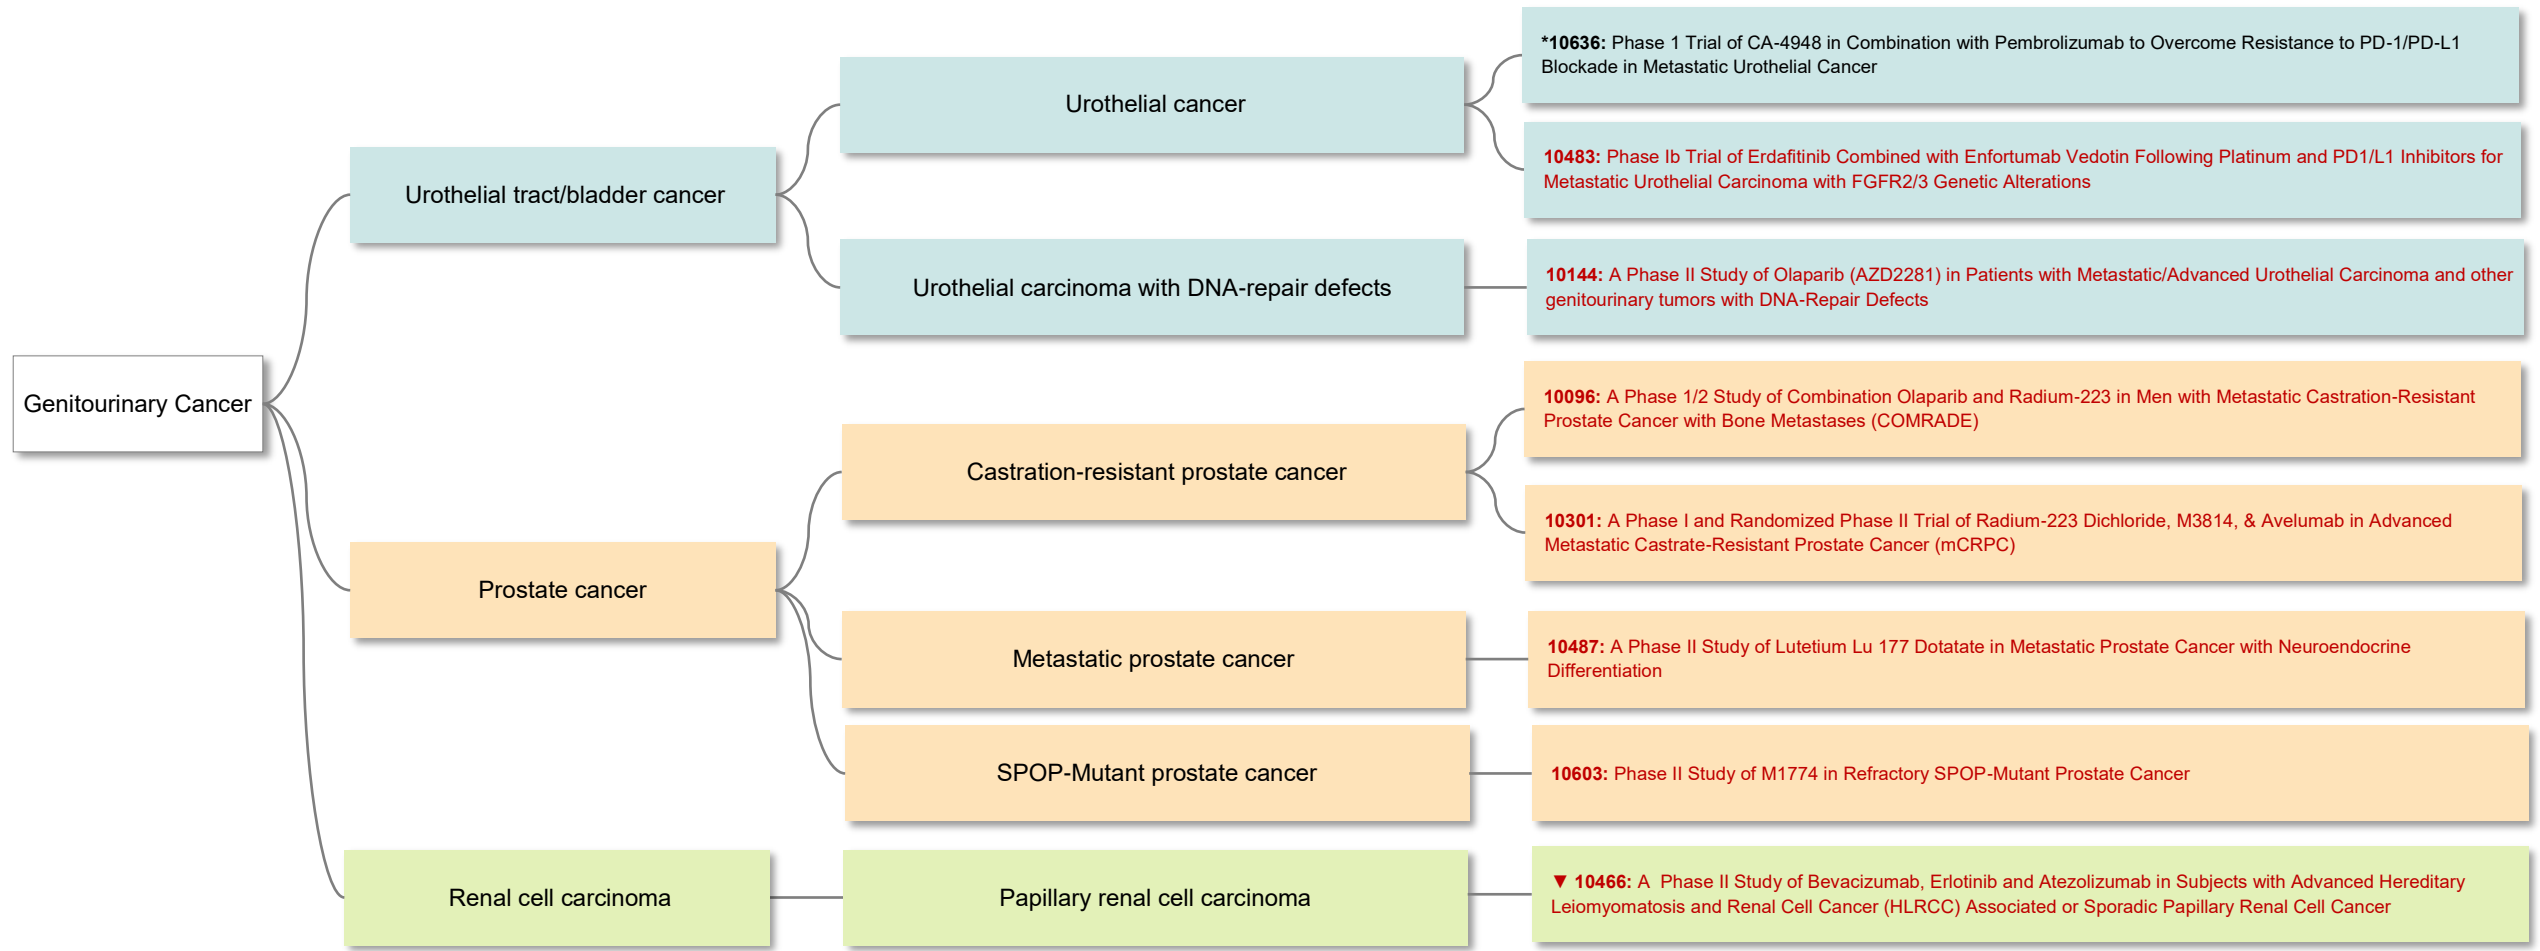 *10636: Phase 1 Trial of CA-4948 in Combination with Pembrolizumab to Overcome Resistance to PD-1/PD-L1
Blockade in Metastatic Urothelial Cancer
Urothelial cancer
10483: Phase Ib Trial of Erdafitinib Combined with Enfortumab Vedotin Following Platinum and PD1/L1 Inhibitors for
Metastatic Urothelial Carcinoma with FGFR2/3 Genetic Alterations
Urothelial tract/bladder cancer
Urothelial carcinoma with DNA-repair defects
10144: A Phase II Study of Olaparib (AZD2281) in Patients with Metastatic/Advanced Urothelial Carcinoma and other
genitourinary tumors with DNA-Repair Defects
Genitourinary Cancer
10096: A Phase 1/2 Study of Combination Olaparib and Radium-223 in Men with Metastatic Castration-Resistant
Prostate Cancer with Bone Metastases (COMRADE)
Castration-resistant prostate cancer
10301: A Phase I and Randomized Phase II Trial of Radium-223 Dichloride, M3814, & Avelumab in Advanced
Metastatic Castrate-Resistant Prostate Cancer (mCRPC)
Prostate cancer
Metastatic prostate cancer
10487: A Phase II Study of Lutetium Lu 177 Dotatate in Metastatic Prostate Cancer with Neuroendocrine
Differentiation
SPOP-Mutant prostate cancer
10603: Phase II Study of M1774 in Refractory SPOP-Mutant Prostate Cancer
Renal cell carcinoma
Papillary renal cell carcinoma
▼ 10466: A Phase II Study of Bevacizumab, Erlotinib and Atezolizumab in Subjects with Advanced Hereditary
Leiomyomatosis and Renal Cell Cancer (HLRCC) Associated or Sporadic Papillary Renal Cell Cancer